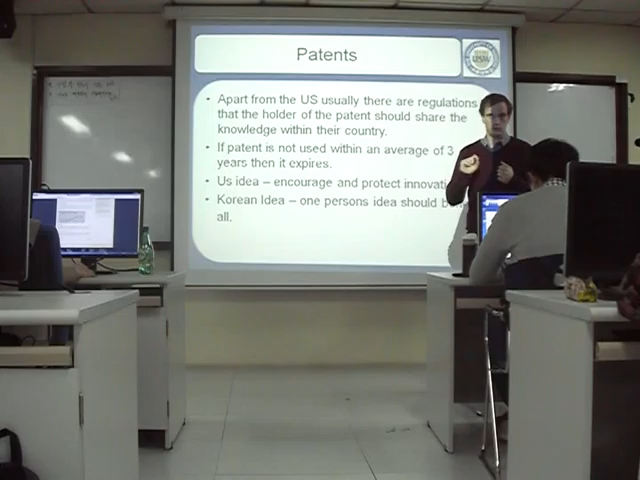 Patents
• Apart from the US usually there are regulations
that the holder of the patent should share the
knowledge within their country.
• If patent is not used within an average of 3
years then it expires.
• Us idea – encourage and protect innovati
• Korean Idea – one persons idea should b
all.